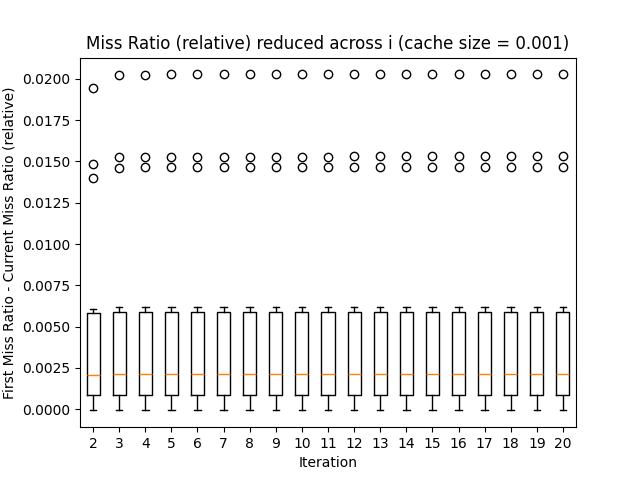 Miss Ratio (relative) reduced across i (cache size = 0.001)
First Miss Ratio - Current Miss Ratio (relative)
0.0200
0.0175
0.0150
0.0125
0.0100
0.0075
0.0050
0.0025
0.0000
2 3 4 5 6 7 8 9 10 11 12 13 14 15 16 17 18 19 20
Iteration